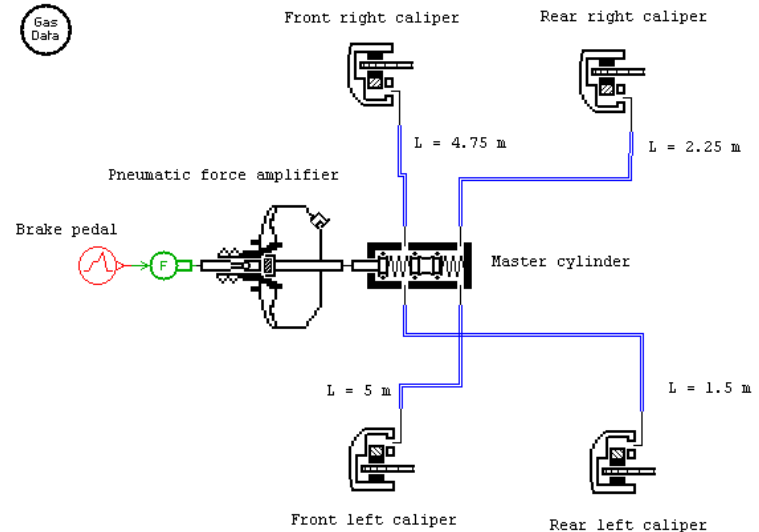 Gas
Data
Front right caliper
Rear right caliper
L = 4.75 m
L = 2.25 m
Pneumatic force amplifier
Brake pedal
F
Master cylinder
L = 5 m
L = 1.5 m
Front left caliper
Rear left caliper